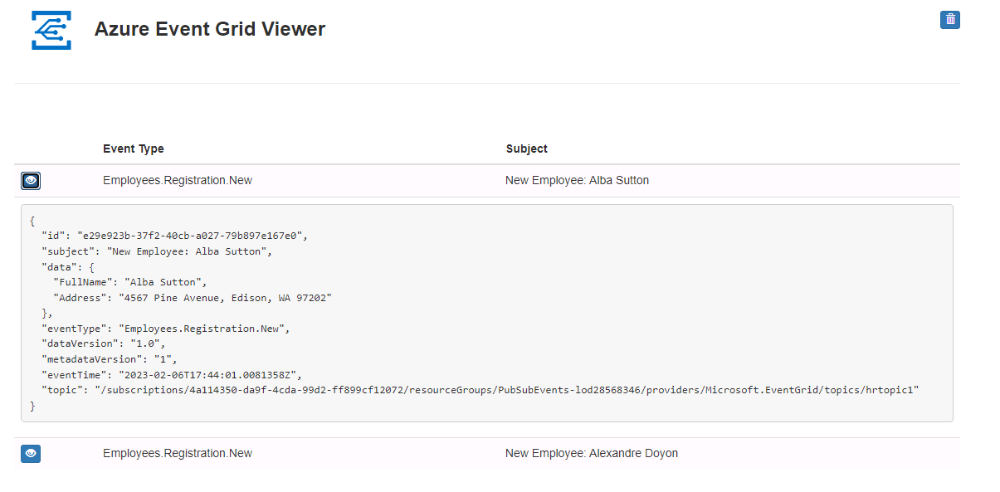 Azure Event Grid Viewer
Event Type Subject
Employees.Registration.New New Employee: Alba Sutton
{
  "id": "e29e923b-37f2-40cb-a027-79b897e167e0",
  "subject": "New Employee: Alba Sutton",
  "data": {
    "FullName": "Alba Sutton",
    "Address": "4567 Pine Avenue, Edison, WA 97202"
  },
  "eventType": "Employees.Registration.New",
  "dataVersion": "1.0",
  "metadataVersion": "1",
  "eventTime": "2023-02-06T17:44:01.0081358Z",
  "topic": "/subscriptions/4a114350-da9f-4cda-99d2-ff899cf12072/resourceGroups/PubSubEvents-lod28568346/providers/Microsoft.EventGrid/topics/hrtopic1"
}
Employees.Registration.New New Employee: Alexandre Doyon